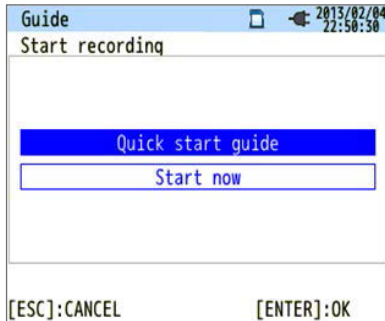 Guide 2013/02/04
22:50:30
Start recording
Quick start guide
Start now
[ESC]:CANCEL [ENTER]:OK